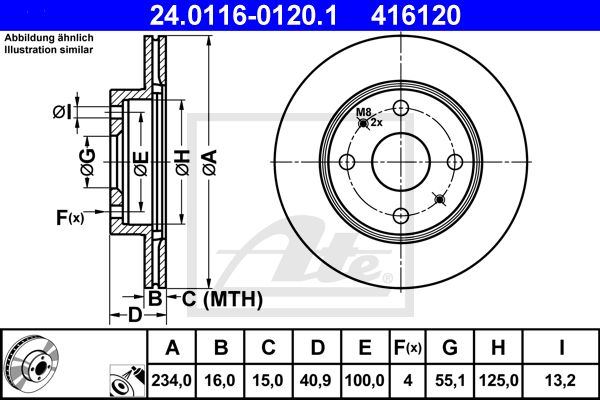 24.0116-0120.1 416120
Abbildung ähnlich
Illustration similar
ØI
ØG
ØE
ØH
ØA
F(x)
B
C (MTH)
D
M8
2x
Ate
®
A B C D E F(x) G H I
234,0 16,0 15,0 40,9 100,0 4 55,1 125,0 13,2